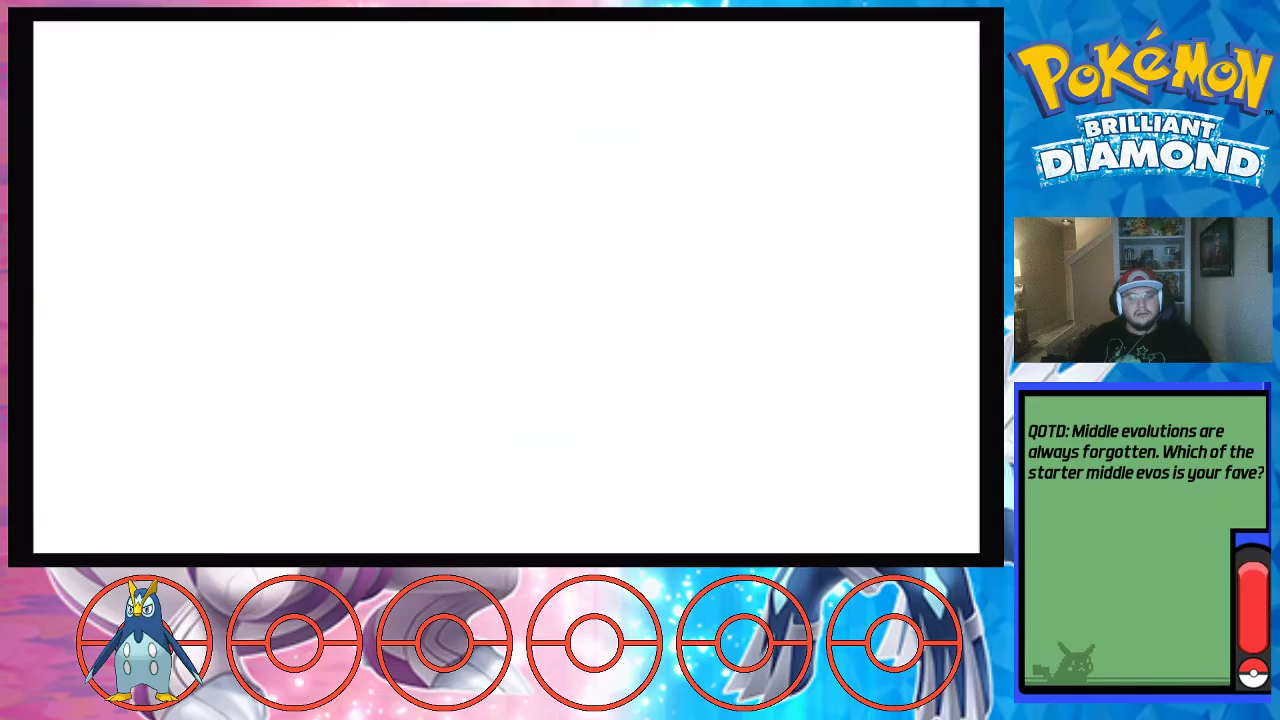 POKÉMON
BRILLIANT
DIAMOND
QOTD: Middle evolutions are
always forgotten. Which of the
starter middle evos is your fave?